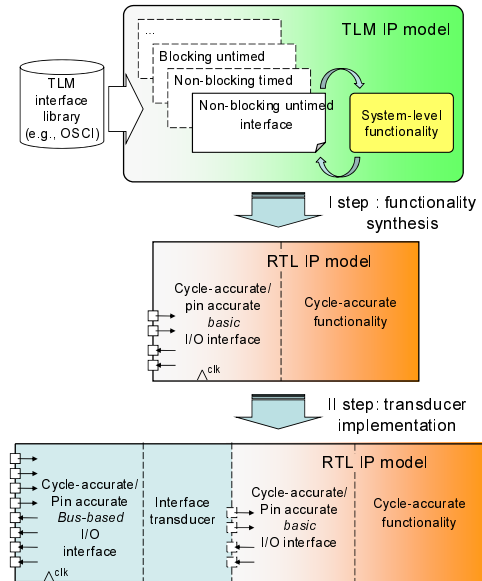 TLM IP model
...
Blocking untimed
Non-blocking timed
Non-blocking untimed
interface
TLM
interface
library
(e.g., OSCI)
System-level
functionality
I step : functionality
synthesis
RTL IP model
Cycle-accurate/
pin accurate
basic
I/O interface
Cycle-accurate
functionality
clk
II step: transducer
implementation
RTL IP model
Cycle-accurate/
Pin accurate
Bus-based
I/O
interface
Interface
transducer
Cycle-accurate/
Pin accurate
basic
I/O interface
Cycle-accurate
functionality
clk